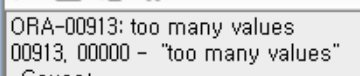 ORA-00913: too many values
00913, 00000 -  "too many values"